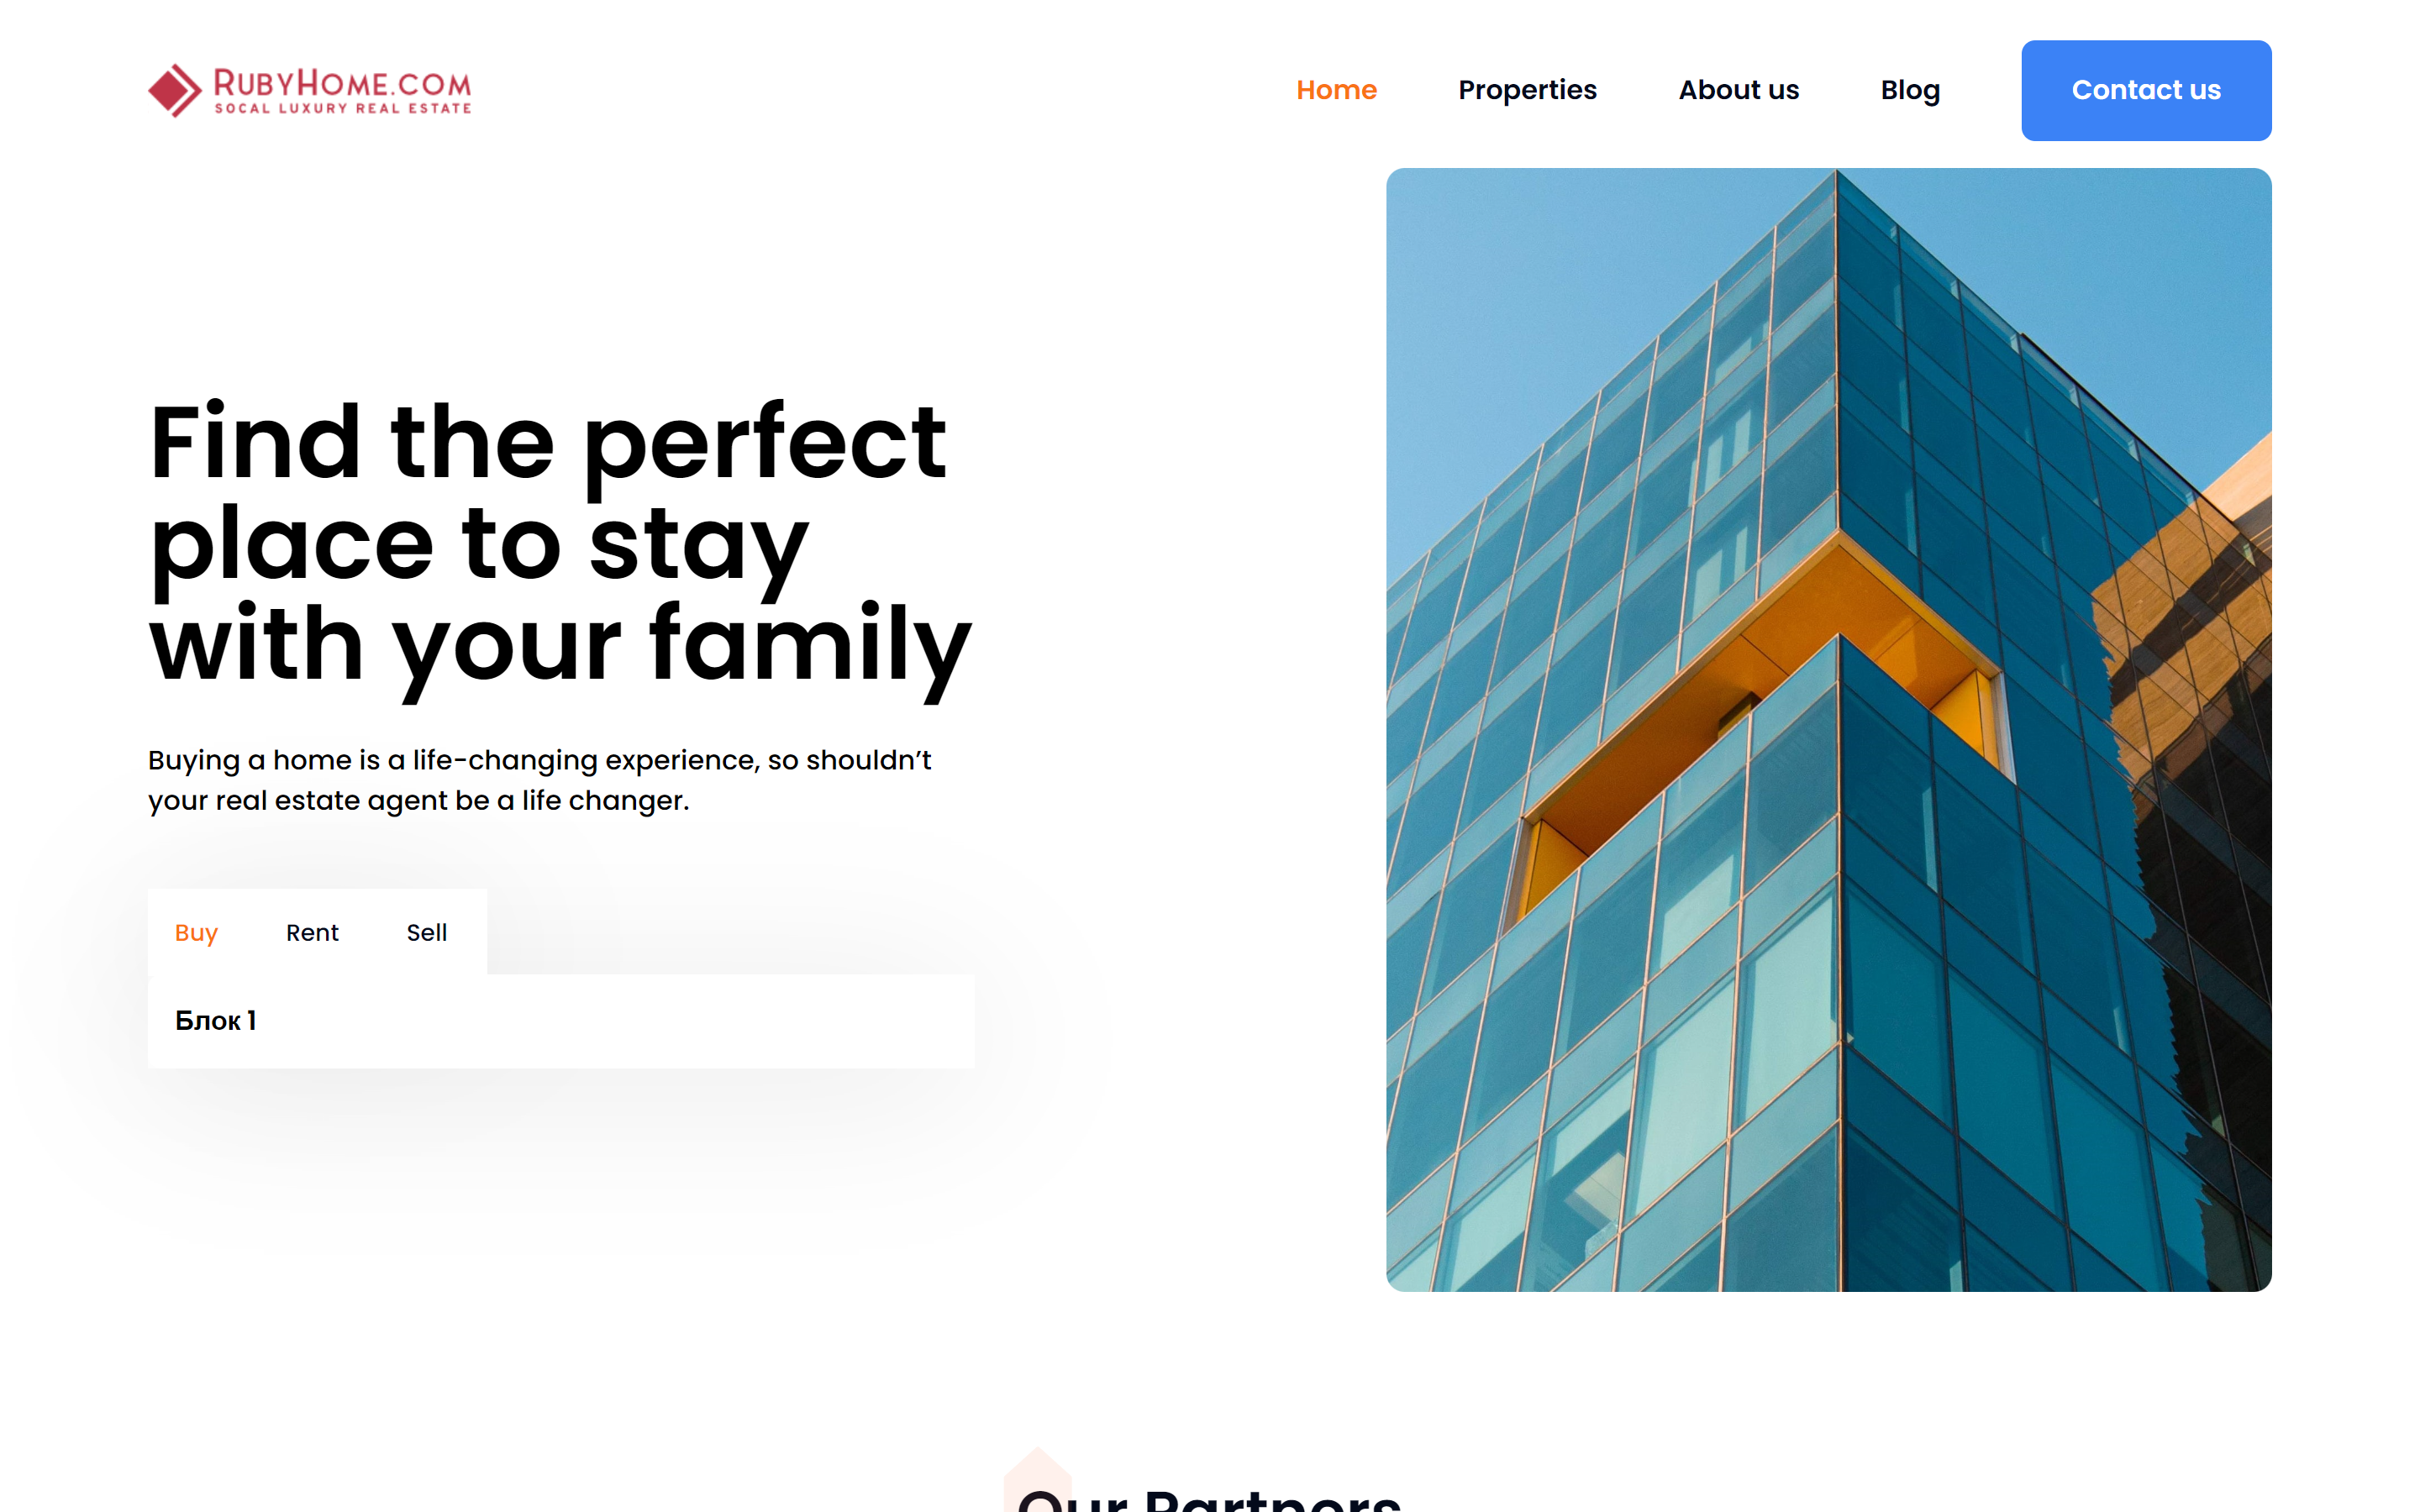 RUBYHOME.COM
SOCAL LUXURY REAL ESTATE
Home
Properties
About us
Blog
Contact us
Find the perfect
place to stay
with your family
Buying a home is a life-changing experience, so shouldn’t
your real estate agent be a life changer.
Buy
Rent
Sell
Блок 1
Our Partners